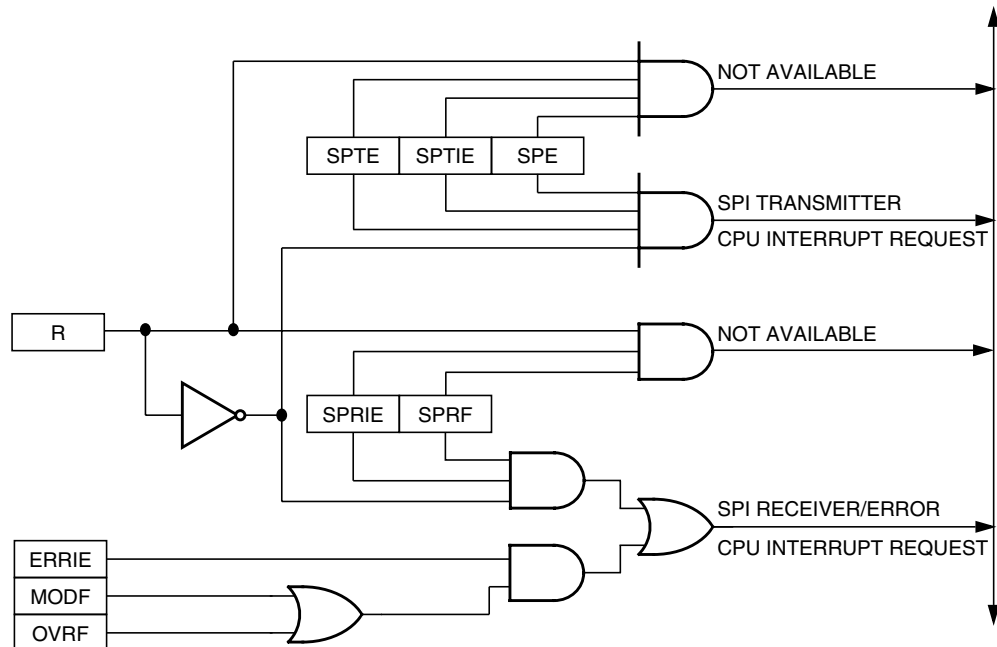 NOT AVAILABLE
SPTE SPTIE SPE
SPI TRANSMITTER
CPU INTERRUPT REQUEST
R
NOT AVAILABLE
SPRIE SPRF
SPI RECEIVER/ERROR
CPU INTERRUPT REQUEST
ERRIE
MODF
OVRF